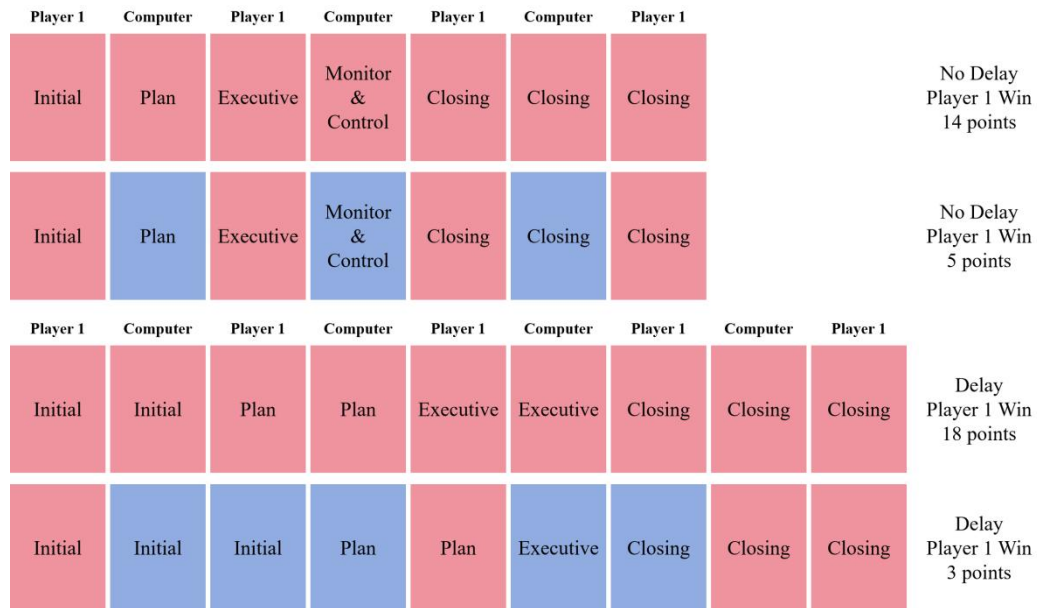 Player 1 Computer Player 1 Computer Player 1 Computer Player 1
Initial Plan Executive Monitor & Control Closing Closing Closing
No Delay
Player 1 Win
14 points
Initial Plan Executive Monitor & Control Closing Closing Closing
No Delay
Player 1 Win
5 points
Player 1 Computer Player 1 Computer Player 1 Computer Player 1 Computer Player 1
Initial Initial Plan Plan Executive Executive Closing Closing Closing
Delay
Player 1 Win
18 points
Initial Initial Initial Plan Plan Executive Closing Closing Closing
Delay
Player 1 Win
3 points